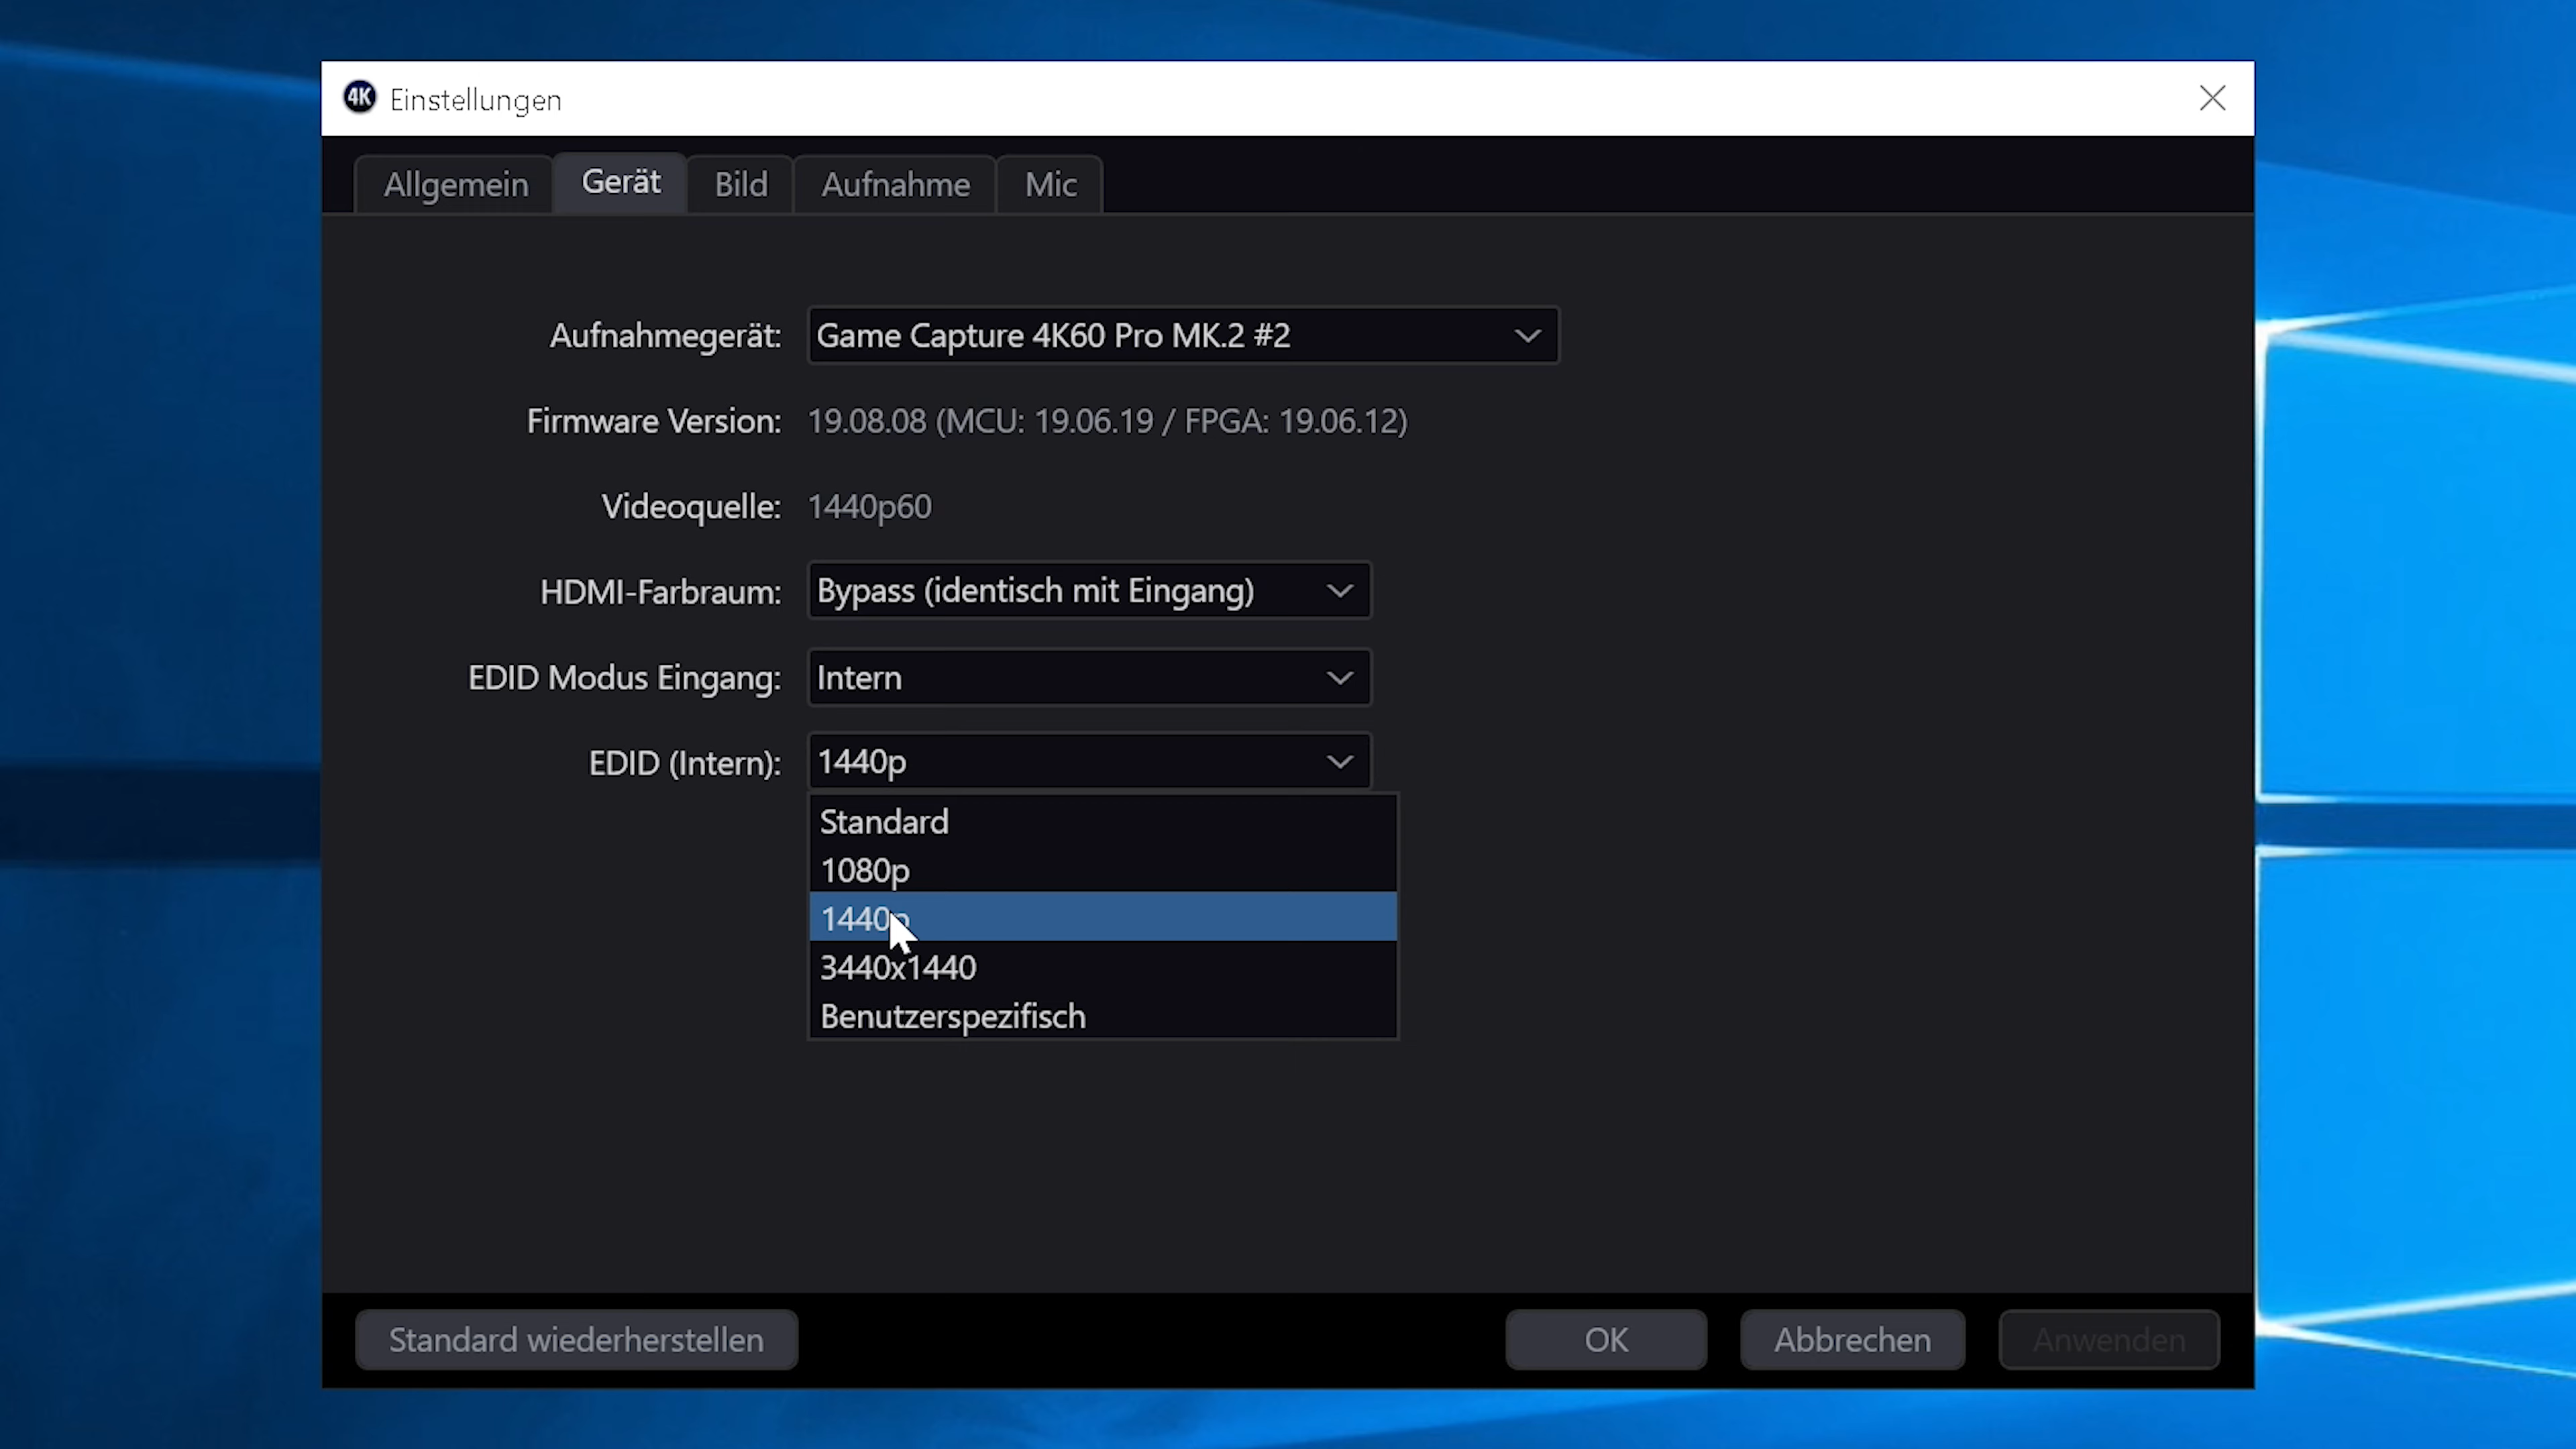 4K Einstellungen
Allgemein Gerät Bild Aufnahme Mic
Aufnahmegerät: Game Capture 4K60 Pro MK.2 #2
Firmware Version: 19.08.08 (MCU: 19.06.19 / FPGA: 19.06.12)
Videoquelle: 1440p60
HDMI-Farbraum: Bypass (identisch mit Eingang)
EDID Modus Eingang: Intern
EDID (Intern): 1440p
Standard
1080p
1440p
3440x1440
Benutzerspezifisch
Standard wiederherstellen OK Abbrechen Anwenden